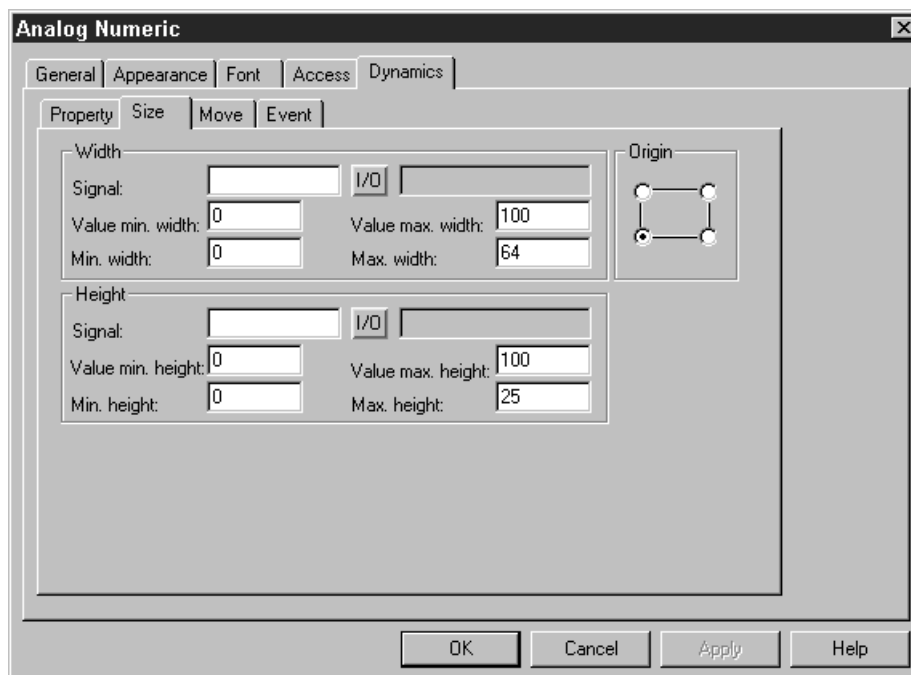 Analog Numeric
General Appearance Font Access Dynamics
Property Size Move Event
Width
Signal: I/O
Value min. width: 0 Value max. width: 100
Min. width: 0 Max. width: 64
Origin
Height
Signal: I/O
Value min. height: 0 Value max. height: 100
Min. height: 0 Max. height: 25
OK Cancel Apply Help